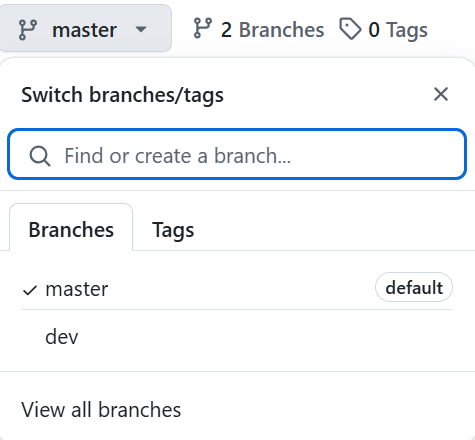 master 2 Branches 0 Tags
Switch branches/tags
Find or create a branch...
Branches Tags
master default
dev
View all branches